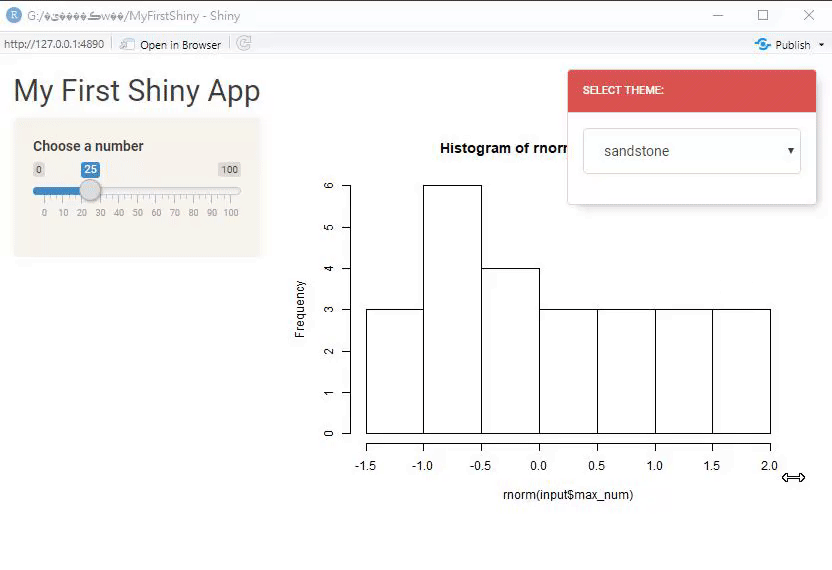 G:/�ي����ݣw��/MyFirstShiny - Shiny
http://127.0.0.1:4890 Open in Browser Publish
My First Shiny App
SELECT THEME:
sandstone
Choose a number
0 25 100
0 10 20 30 40 50 60 70 80 90 100
Histogram of rnorm
6
5
4
3
2
1
0
Frequency
-1.5 -1.0 -0.5 0.0 0.5 1.0 1.5 2.0
rnorm(input$max_num)